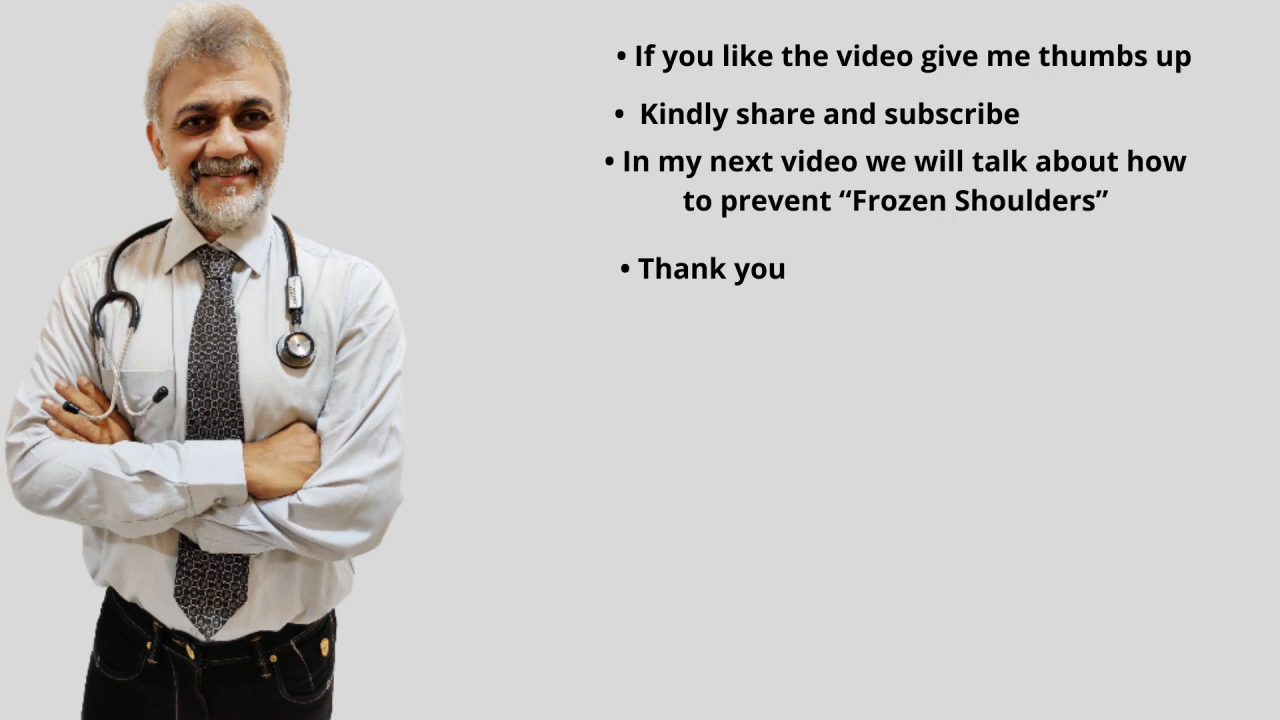 • If you like the video give me thumbs up
• Kindly share and subscribe
• In my next video we will talk about how
to prevent “Frozen Shoulders”
• Thank you